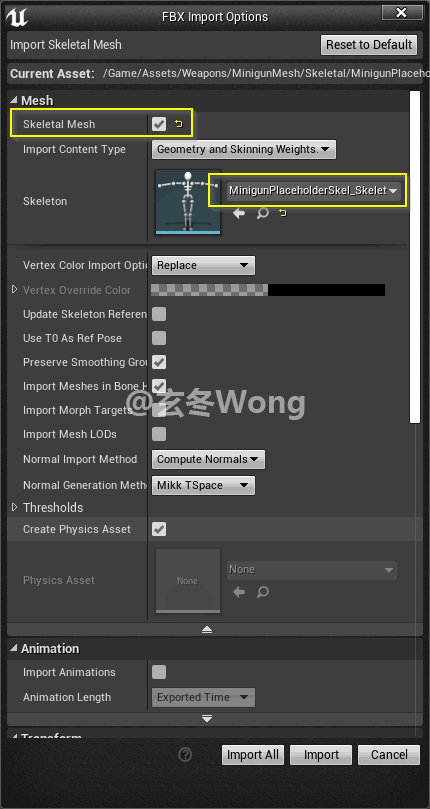 FBX Import Options
Import Skeletal Mesh
Reset to Default
Current Asset: /Game/Assets/Weapons/MinigunMesh/Skeletal/MinigunPlaceho
Mesh
Skeletal Mesh
Import Content Type
Geometry and Skinning Weights.
Skeleton
MinigunPlaceholderSkel_Skelet
Vertex Color Import Optio
Replace
Vertex Override Color
Update Skeleton Referen
Use T0 As Ref Pose
Preserve Smoothing Grou
Import Meshes in Bone H
@玄冬Wong
Import Morph Targets
Import Mesh LODs
Normal Import Method
Compute Normals
Normal Generation Metho
Mikk TSpace
Thresholds
Create Physics Asset
Physics Asset
None
None
Animation
Import Animations
Animation Length
Exported Time
Transform
Import All
Import
Cancel